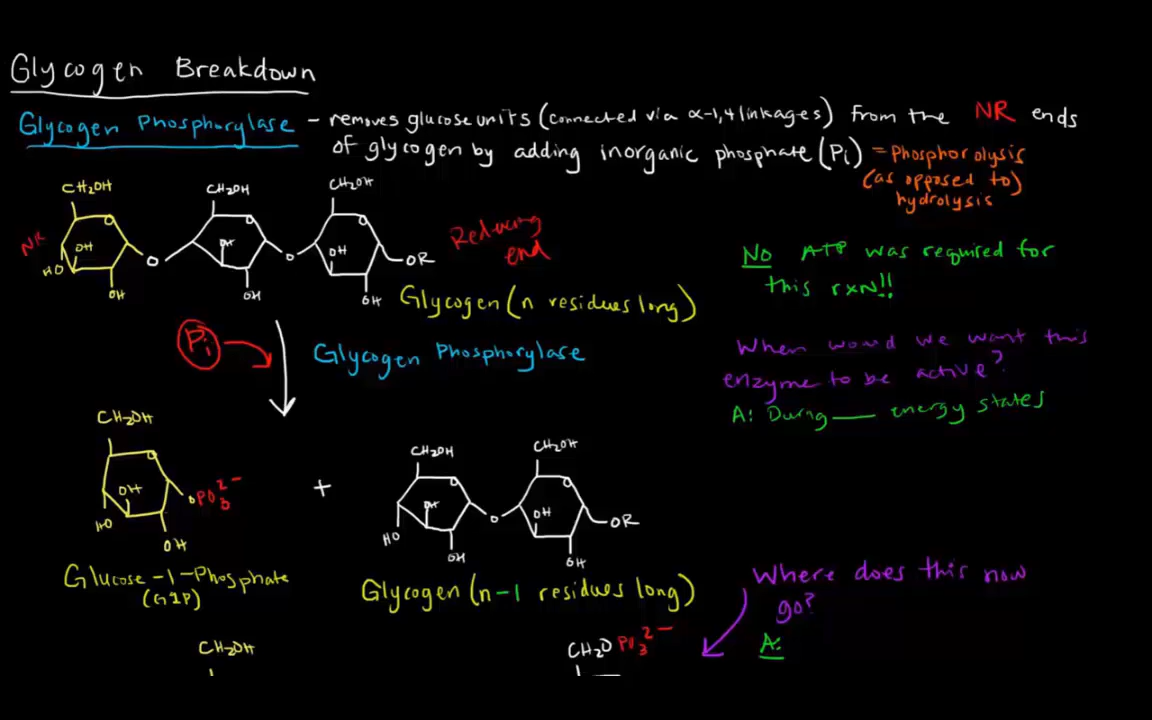 Glycogen Breakdown
Glycogen Phosphorylase - removes glucose units (connected via α-1,4 linkages) from the NR ends
of glycogen by adding inorganic phosphate (Pi) = Phosphorolysis
(as opposed to)
hydrolysis
CH2OH CH2OH CH2OH
NR OH OH OH Reducing
end
HO O O OR
OH OH OH
Glycogen (n residues long)
No ATP was required for
this rxn!!
Pi Glycogen Phosphorylase
When would we want this
enzyme to be active?
A: During ___ energy states
CH2OH CH2OH CH2OH
OH OPO3 2- + OH OH
HO HO O OR
OH OH OH
Glucose-1-Phosphate
(G1P)
Glycogen (n-1 residues long)
Where does this now
go?
A:
CH2OH CH2O PO3 2-